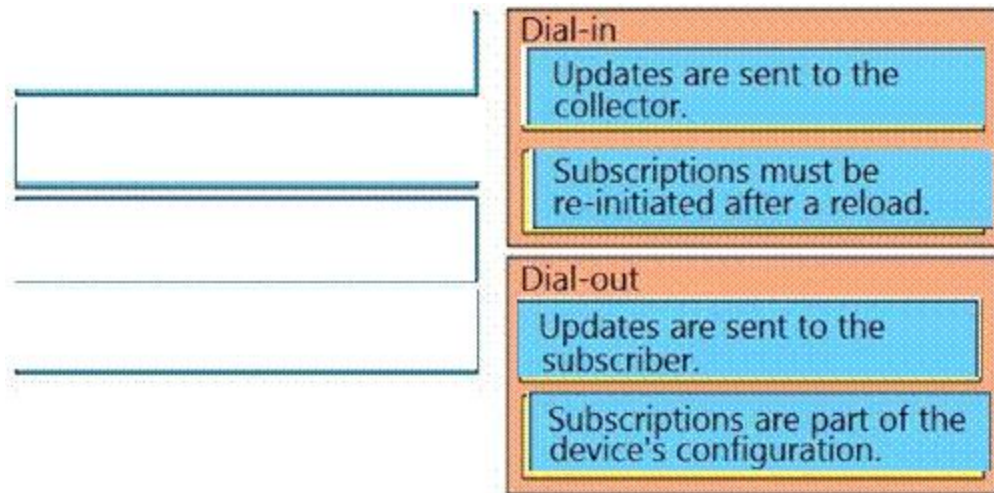 Dial-in
Updates are sent to the
collector.
Subscriptions must be
re-initiated after a reload.
Dial-out
Updates are sent to the
subscriber.
Subscriptions are part of the
device's configuration.